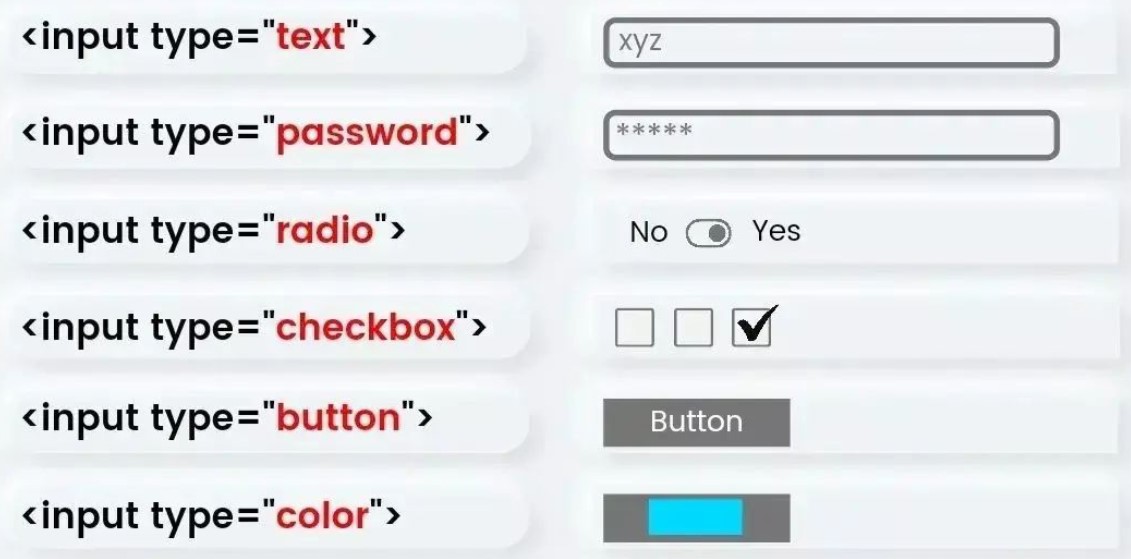 <input type="text"> xyz
<input type="password"> *****
<input type="radio"> No Yes
<input type="checkbox">
<input type="button"> Button
<input type="color">